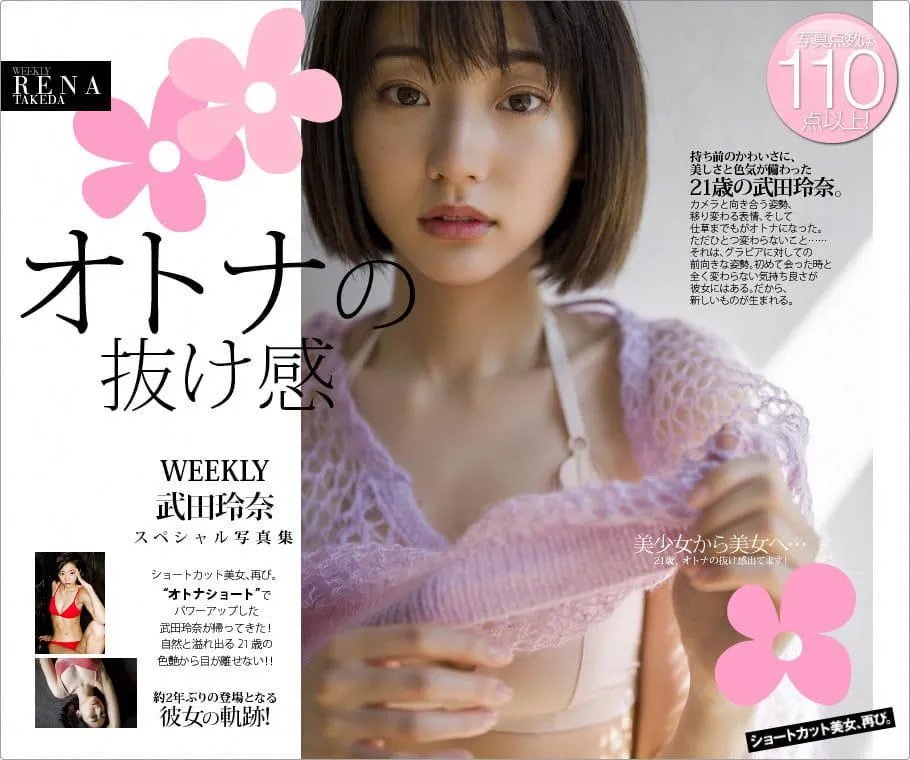 WEEKLY
RENA
TAKEDA
写真点数は
110
点以上!
持ち前のかわいさに、
美しさと色気が備わった
21歳の武田玲奈。
カメラと向き合う姿勢、
移り変わる表情、そして
仕草までもがオトナになった。
ただひとつ変わらないこと……
それは、グラビアに対しての
前向きな姿勢。初めて会った時と
全く変わらない気持ち良さが
彼女にはある。だから、
新しいものが生まれる。
オトナの
抜け感
WEEKLY
武田玲奈
スペシャル写真集
ショートカット美女、再び。
“オトナショート”で
パワーアップした
武田玲奈が帰ってきた!
自然と溢れ出る21歳の
色艶から目が離せない!!
約2年ぶりの登場となる
彼女の軌跡!
美少女から美女へ…
21歳、オトナの抜け感出てます!
ショートカット美女、再び。